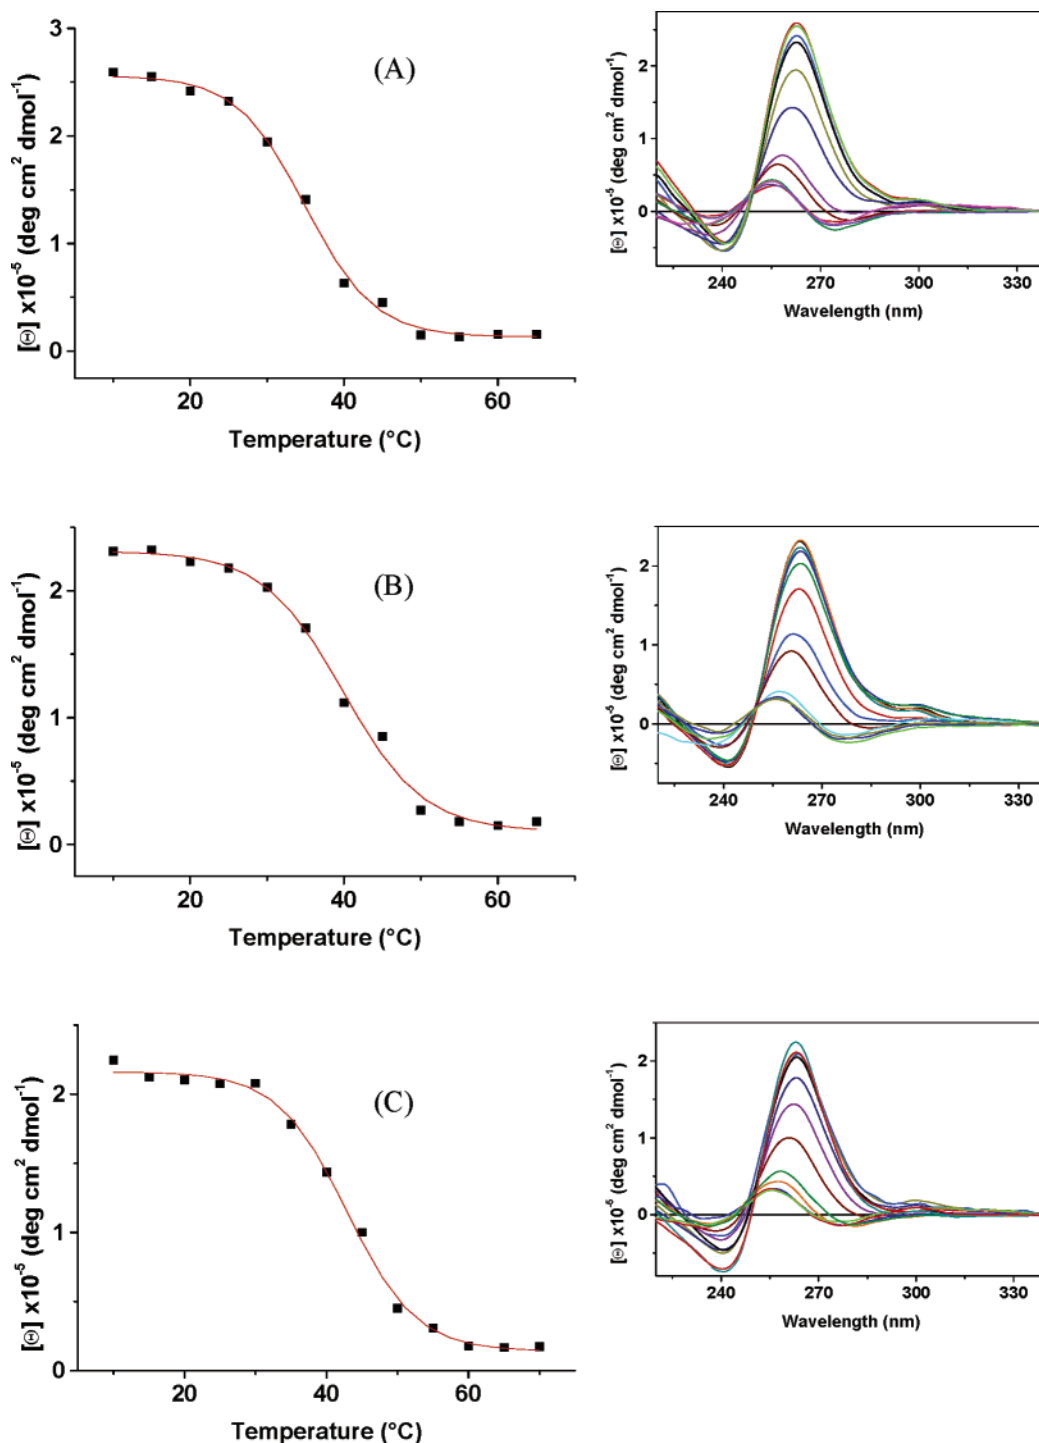 (A)
[Θ] x10⁻⁵ (deg cm² dmol⁻¹)
3
2
1
0
20 40 60
Temperature (°C)
[Θ] x10⁻⁵ (deg cm² dmol⁻¹)
2
1
0
240 270 300 330
Wavelength (nm)
(B)
[Θ] x10⁻⁵ (deg cm² dmol⁻¹)
2
1
0
20 40 60
Temperature (°C)
[Θ] x10⁻⁵ (deg cm² dmol⁻¹)
2
1
0
240 270 300 330
Wavelength (nm)
(C)
[Θ] x10⁻⁵ (deg cm² dmol⁻¹)
2
1
0
20 40 60
Temperature (°C)
[Θ] x10⁻⁵ (deg cm² dmol⁻¹)
2
1
0
240 270 300 330
Wavelength (nm)